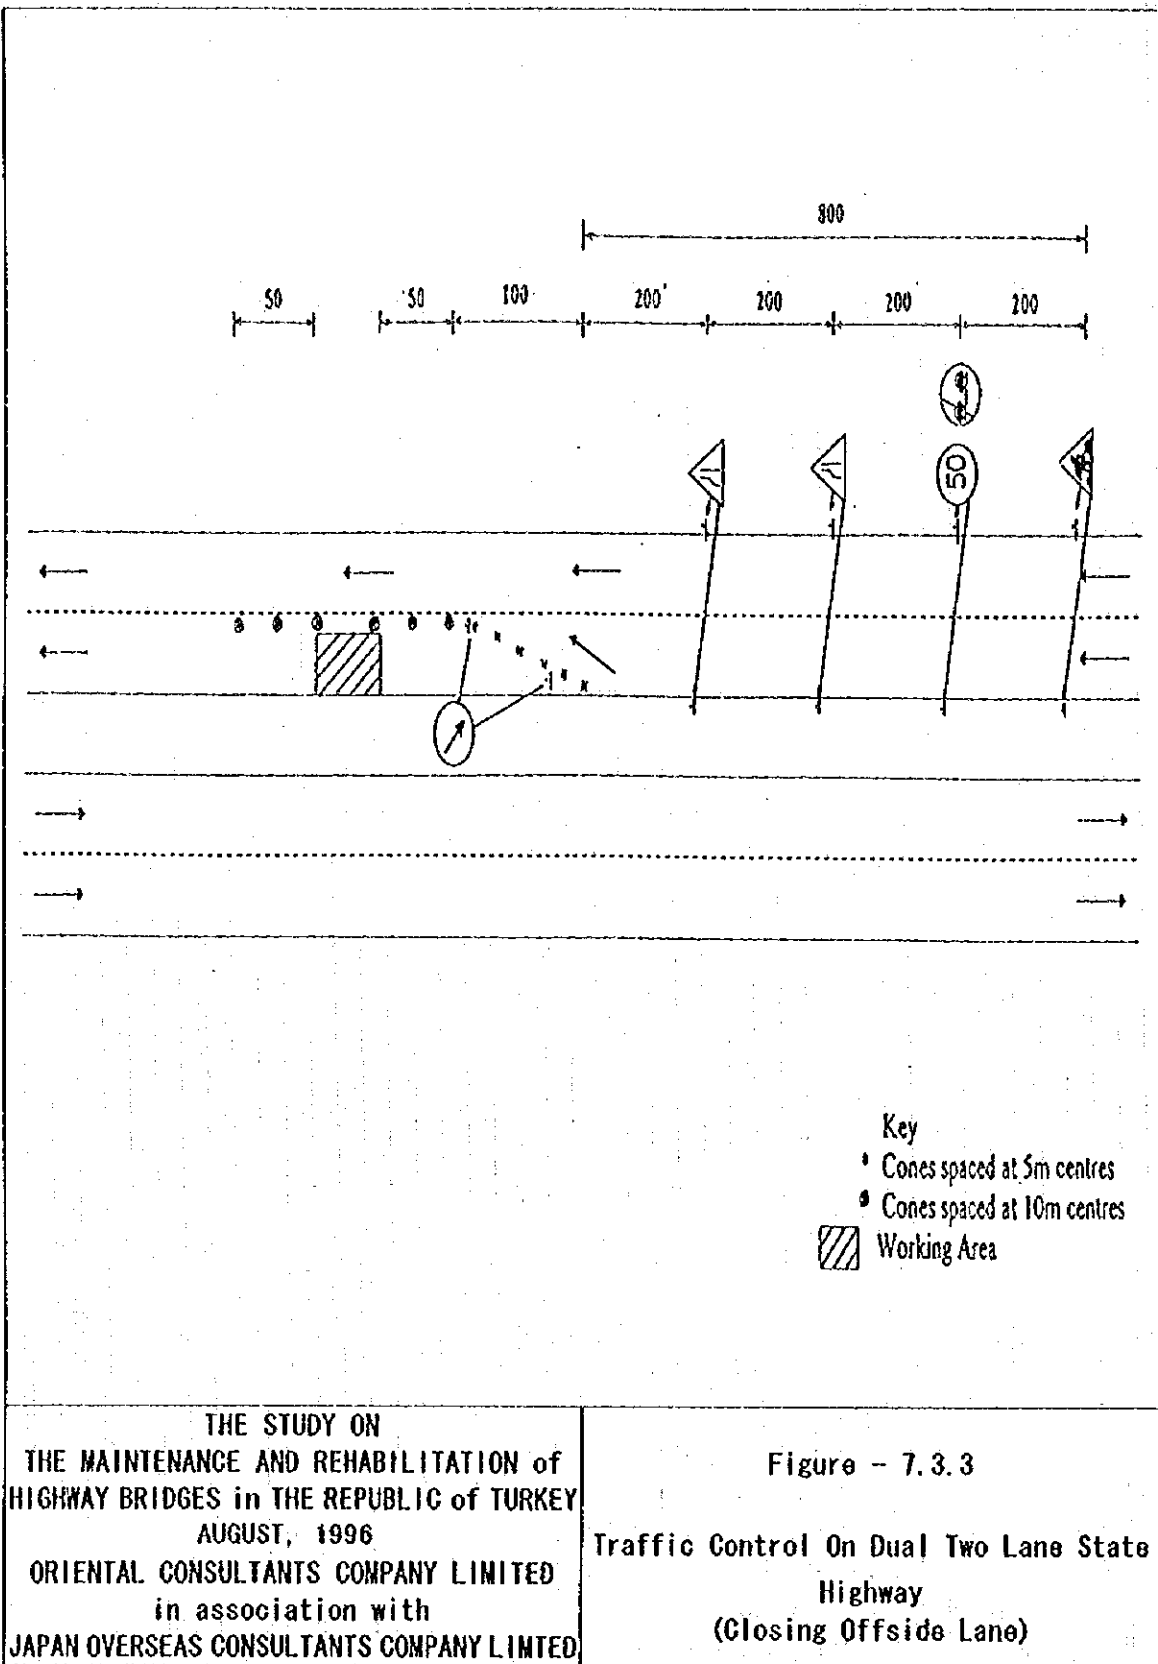 800
50 50 100 200 200 200 200
50
Key
Cones spaced at 5m centres
Cones spaced at 10m centres
Working Area
THE STUDY ON
THE MAINTENANCE AND REHABILITATION of
HIGHWAY BRIDGES in THE REPUBLIC of TURKEY
AUGUST, 1996
ORIENTAL CONSULTANTS COMPANY LIMITED
in association with
JAPAN OVERSEAS CONSULTANTS COMPANY LIMTED
Figure - 7.3.3
Traffic Control On Dual Two Lane State
Highway
(Closing Offside Lane)